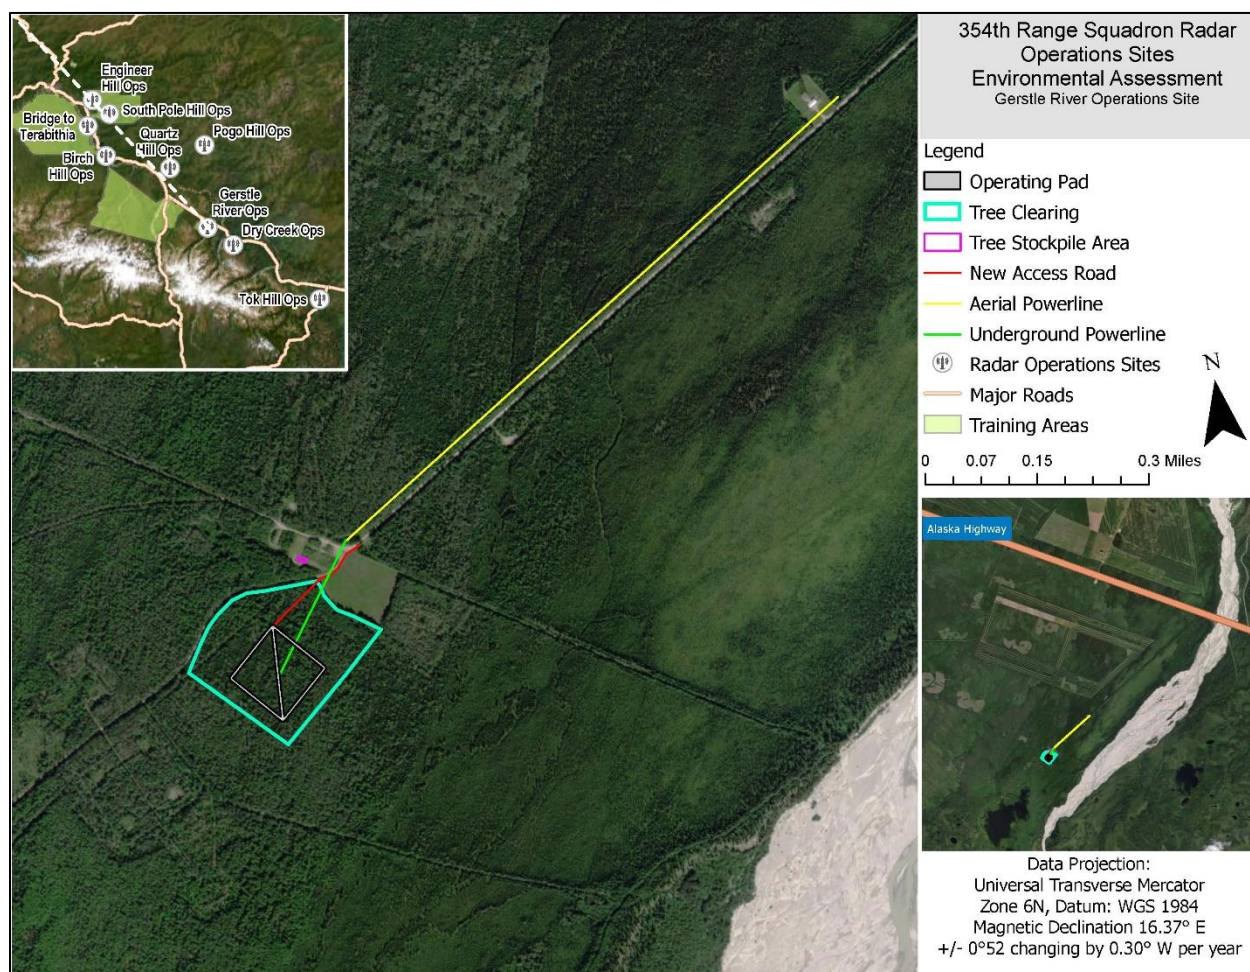 354th Range Squadron Radar
Operations Sites
Environmental Assessment
Gerstle River Operations Site
Legend
Operating Pad
Tree Clearing
Tree Stockpile Area
New Access Road
Aerial Powerline
Underground Powerline
Radar Operations Sites
Major Roads
Training Areas
N
0 0.07 0.15 0.3 Miles
Engineer
Hill Ops
South Pole Hill Ops
Bridge to
Terabithia
Quartz
Hill Ops
Pogo Hill Ops
Birch
Hill Ops
Gerstle
River Ops
Dry Creek Ops
Tok Hill Ops
Alaska Highway
Data Projection:
Universal Transverse Mercator
Zone 6N, Datum: WGS 1984
Magnetic Declination 16.37° E
+/- 0°52 changing by 0.30° W per year